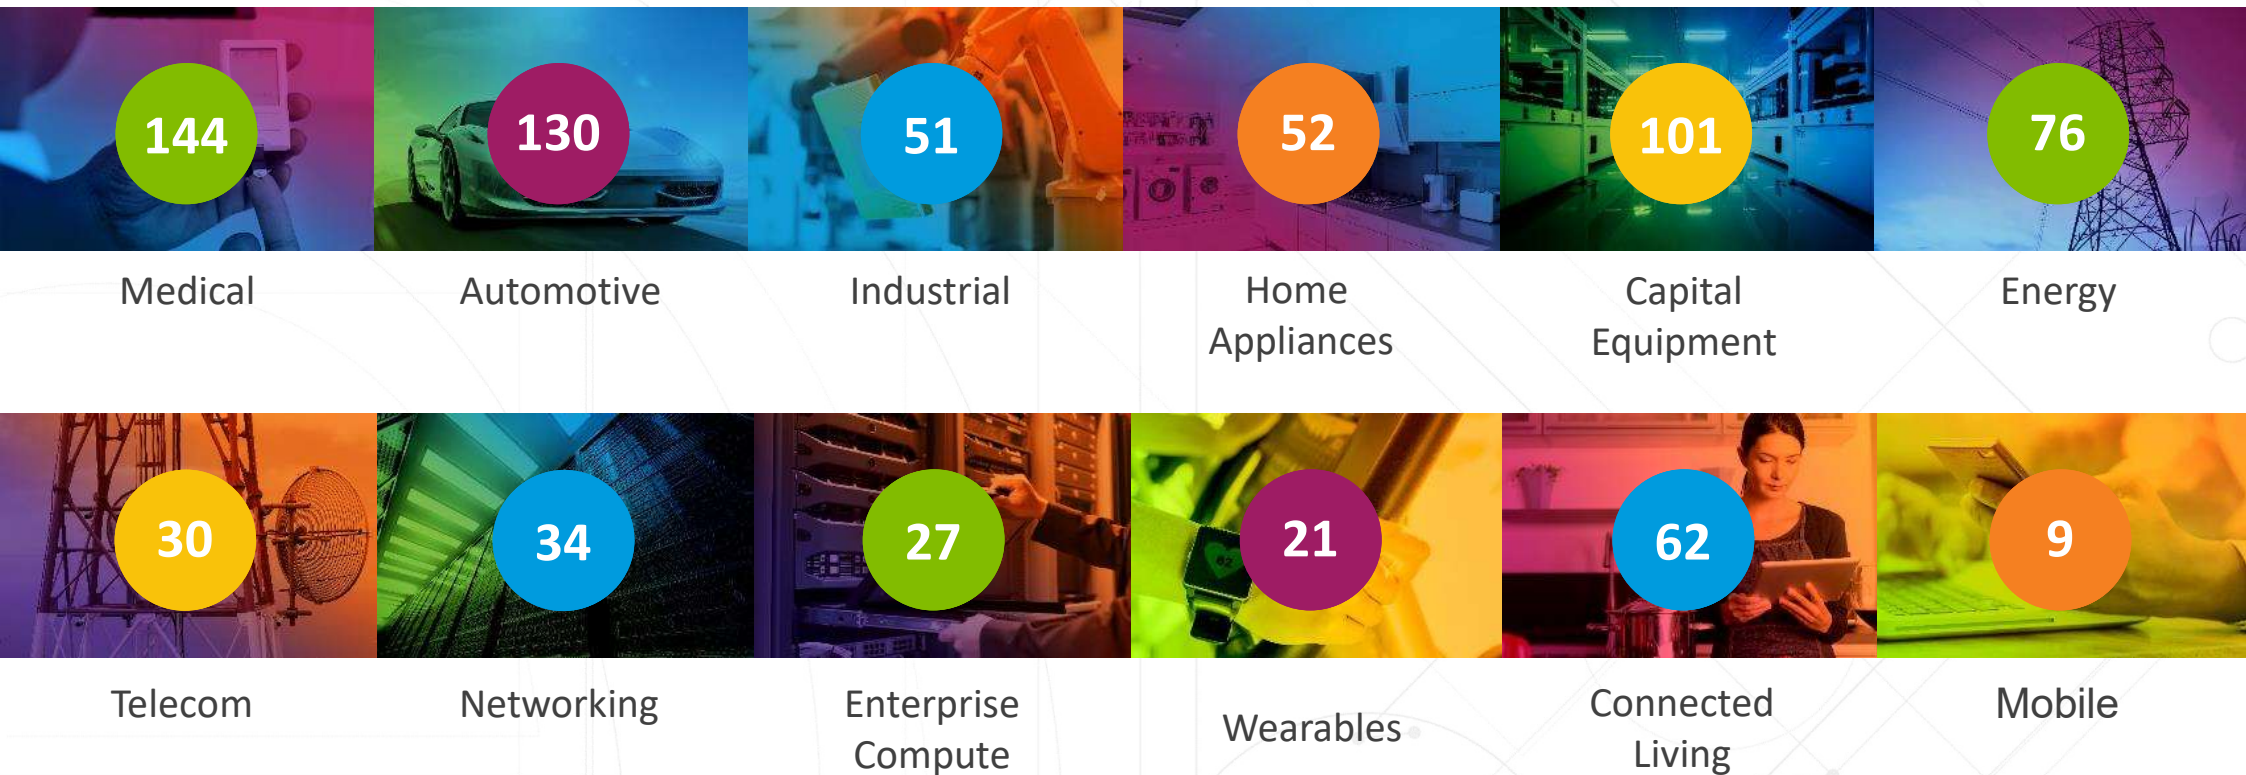 144
130
51
52
101
76
Medical
Automotive
Industrial
Home
Appliances
Capital
Equipment
Energy
30
34
27
21
62
9
Telecom
Networking
Enterprise
Compute
Wearables
Connected
Living
Mobile